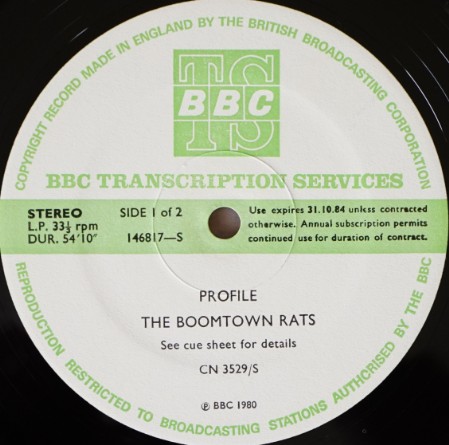 COPYRIGHT RECORD MADE IN ENGLAND BY THE BRITISH BROADCASTING CORPORATION
TS
BBC
BBC TRANSCRIPTION SERVICES
STEREO
L.P. 33⅓ rpm
DUR. 54'10"
SIDE 1 of 2
146817—S
Use expires 31.10.84 unless contracted
otherwise. Annual subscription permits
continued use for duration of contract.
PROFILE
THE BOOMTOWN RATS
See cue sheet for details
CN 3529/S
℗ BBC 1980
REPRODUCTION RESTRICTED TO BROADCASTING STATIONS AUTHORISED BY THE BBC